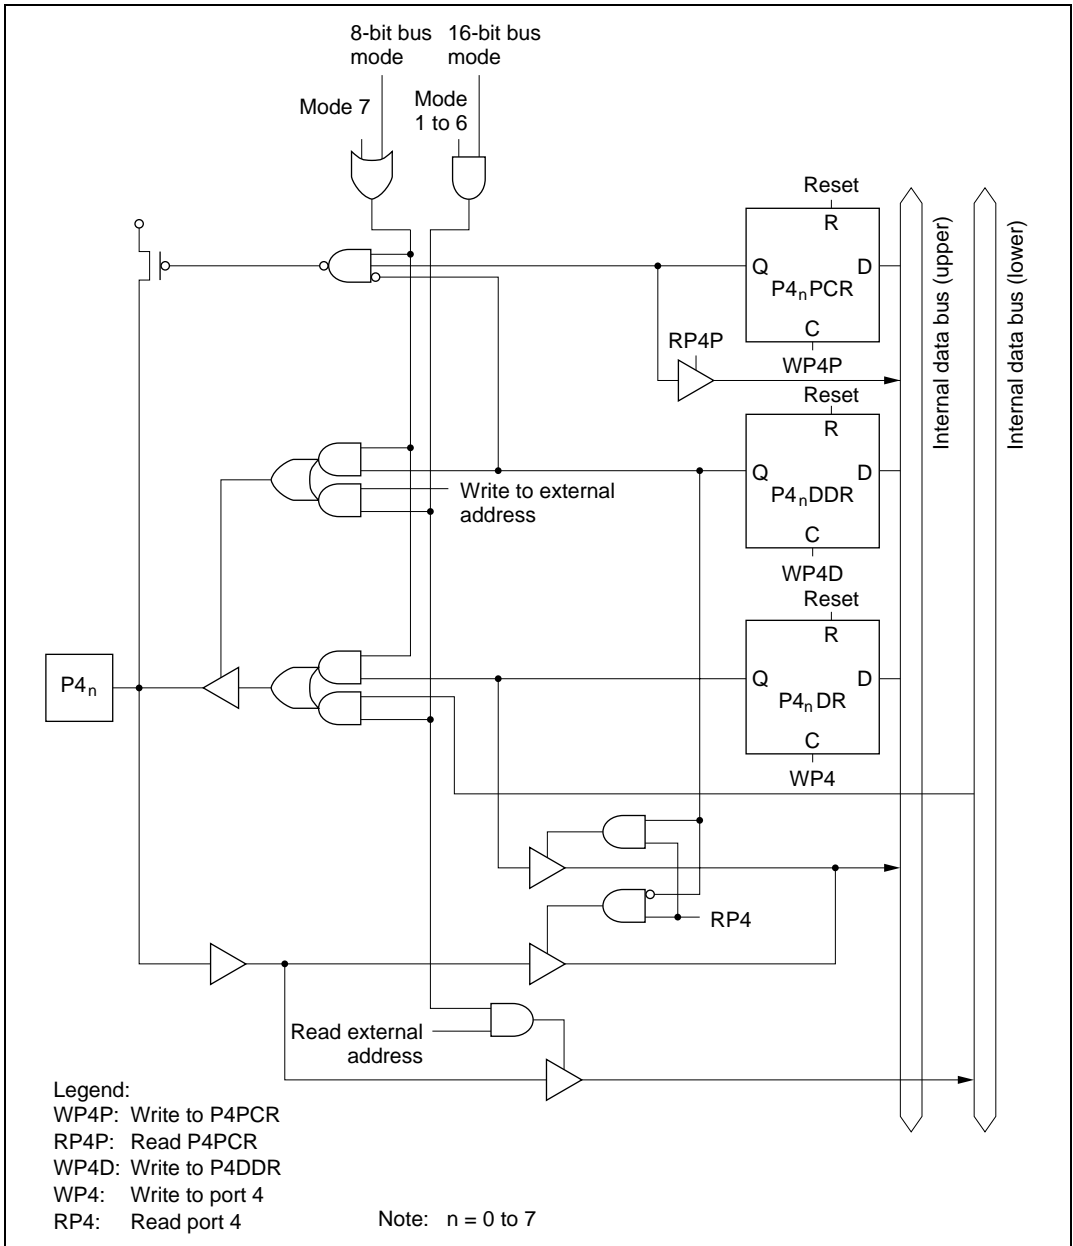 8-bit bus
mode
16-bit bus
mode
Mode 7
Mode
1 to 6
Reset
R
Q
D
P4nPCR
C
WP4P
RP4P
Reset
R
Q
D
P4nDDR
C
WP4D
Write to external
address
Reset
R
Q
D
P4nDR
C
WP4
P4n
RP4
Read external
address
Internal data bus (upper)
Internal data bus (lower)
Legend:
WP4P: Write to P4PCR
RP4P: Read P4PCR
WP4D: Write to P4DDR
WP4: Write to port 4
RP4: Read port 4
Note: n = 0 to 7